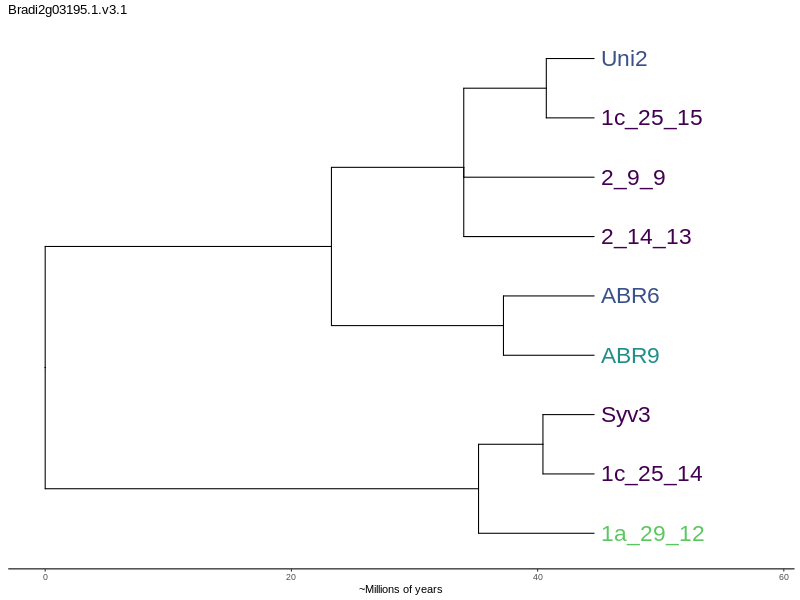 Bradi2g03195.1.v3.1
Uni2
1c_25_15
2_9_9
2_14_13
ABR6
ABR9
Syv3
1c_25_14
1a_29_12
0 20 40 60
~Millions of years